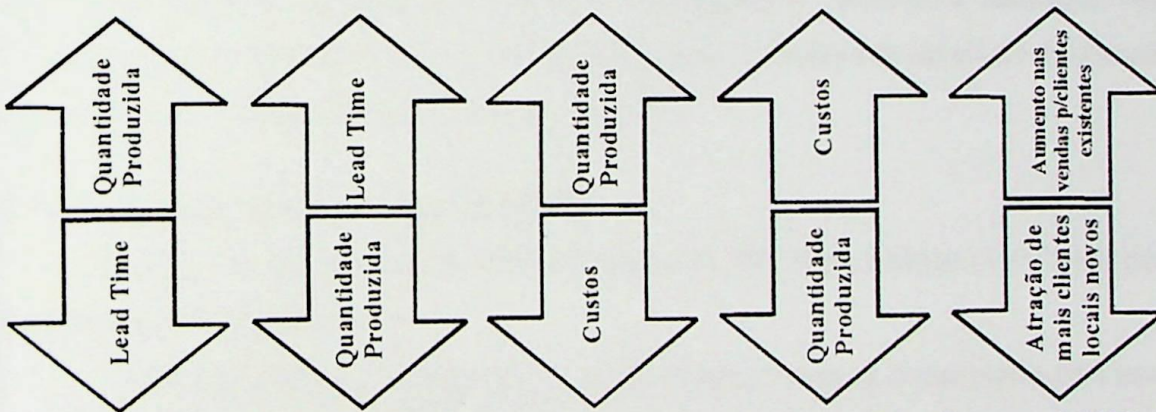 Quantidade
Produzida
Lead Time
Quantidade
Produzida
Custos
Aumento nas
vendas p/clientes
existentes
Lead Time
Quantidade
Produzida
Custos
Quantidade
Produzida
Atração de
mais clientes
locais novos